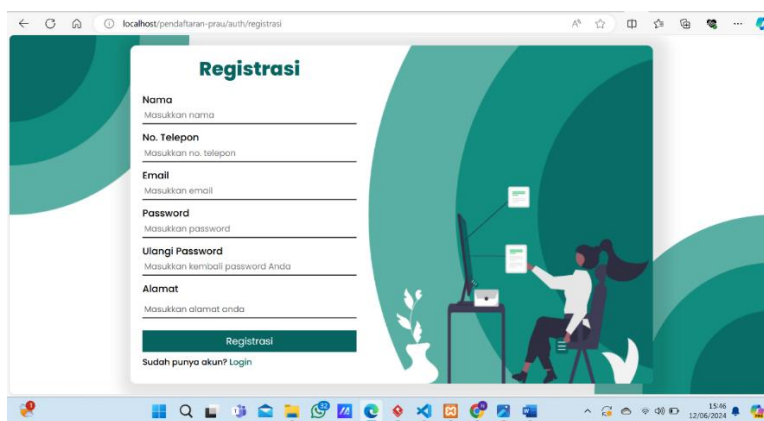 localhost/pendaftaran-prau/auth/registrasi
Registrasi
Nama
Masukkan nama
No. Telepon
Masukkan no. telepon
Email
Masukkan email
Password
Masukkan password
Ulangi Password
Masukkan kembali password Anda
Alamat
Masukkan alamat anda
Registrasi
Sudah punya akun? Login
15:46
12/06/2024